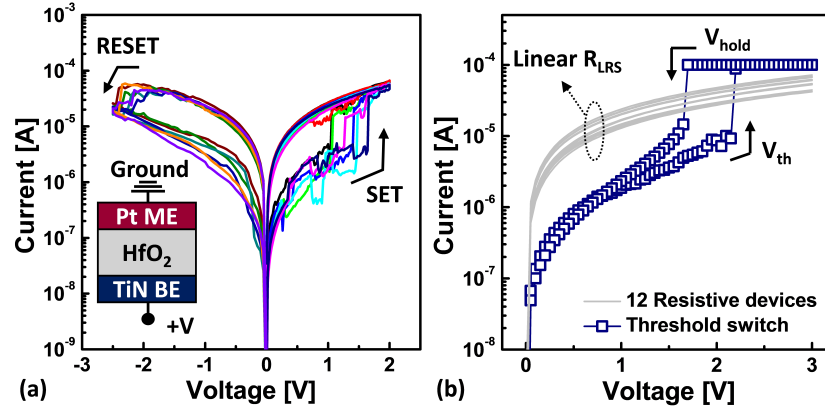 10⁻³
10⁻⁴
10⁻⁵
10⁻⁶
10⁻⁷
10⁻⁸
10⁻⁹
Current [A]
RESET
SET
Ground
Pt ME
HfO₂
TiN BE
+V
-3 -2 -1 0 1 2
(a) Voltage [V]
10⁻³
10⁻⁴
10⁻⁵
10⁻⁶
10⁻⁷
10⁻⁸
Current [A]
Linear R_LRS
V_hold
V_th
12 Resistive devices
Threshold switch
0 1 2 3
(b) Voltage [V]